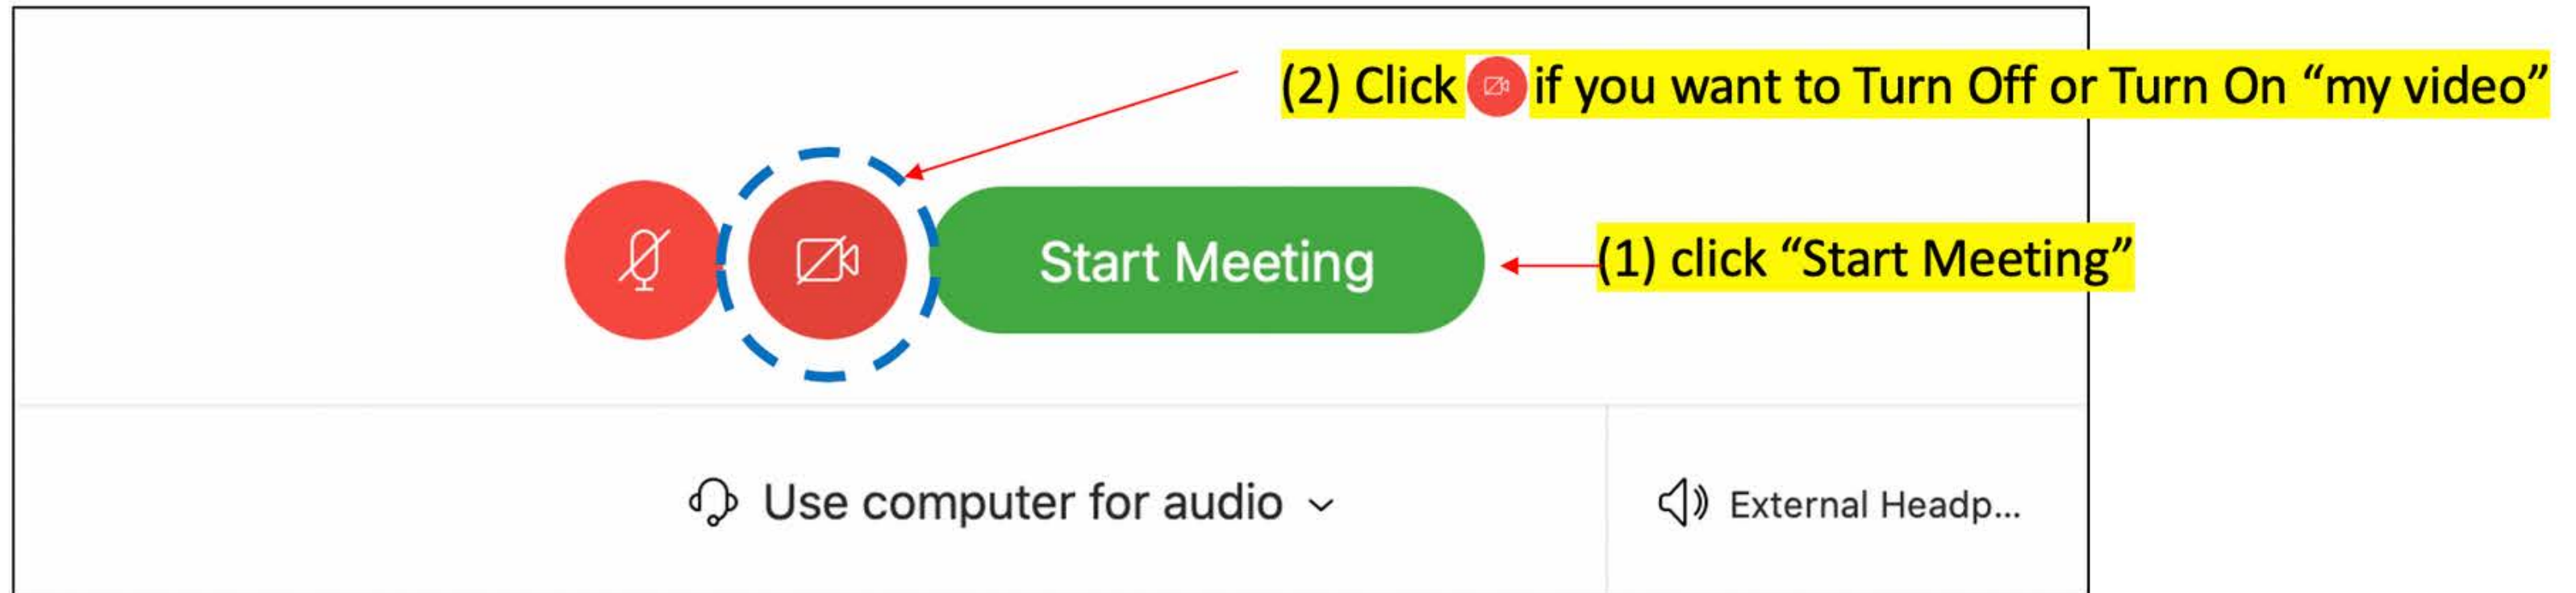 (2) Click if you want to Turn Off or Turn On “my video”
Start Meeting
(1) click “Start Meeting”
Use computer for audio
External Headp...